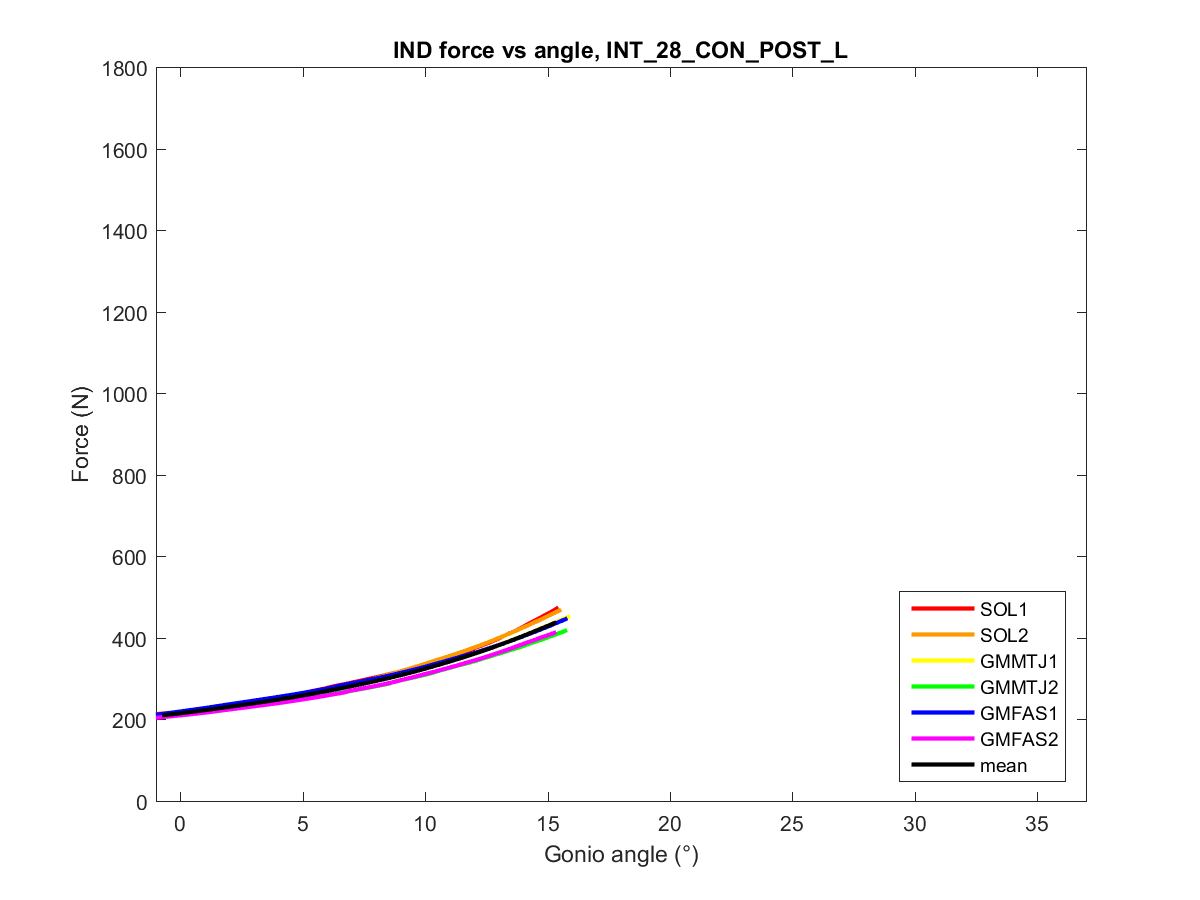 IND force vs angle, INT_28_CON_POST_L
1800
1600
1400
1200
1000
800
600
400
200
0
Force (N)
0 5 10 15 20 25 30 35
Gonio angle (°)
SOL1
SOL2
GMMTJ1
GMMTJ2
GMFAS1
GMFAS2
mean